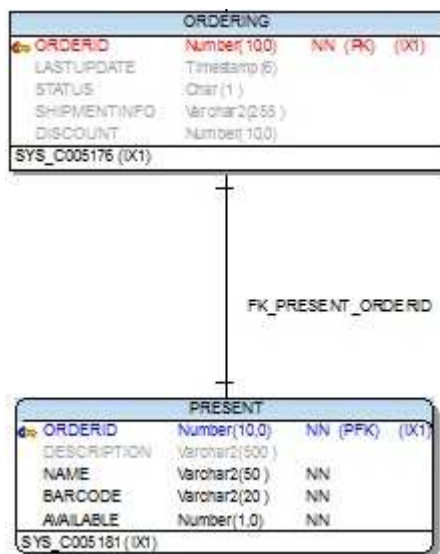 ORDERING
ORDERID Number(10,0) NN (PK) (IX1)
LASTUPDATE Timestamp(6)
STATUS Char(1)
SHIPMENTINFO Varchar2(255)
DISCOUNT Number(10,0)
SYS_C005176 (IX1)
FK_PRESENT_ORDERID
PRESENT
ORDERID Number(10,0) NN (PFK) (IX1)
DESCRIPTION Varchar2(500)
NAME Varchar2(50) NN
BARCODE Varchar2(20) NN
AVAILABLE Number(1,0) NN
SYS_C005181 (IX1)